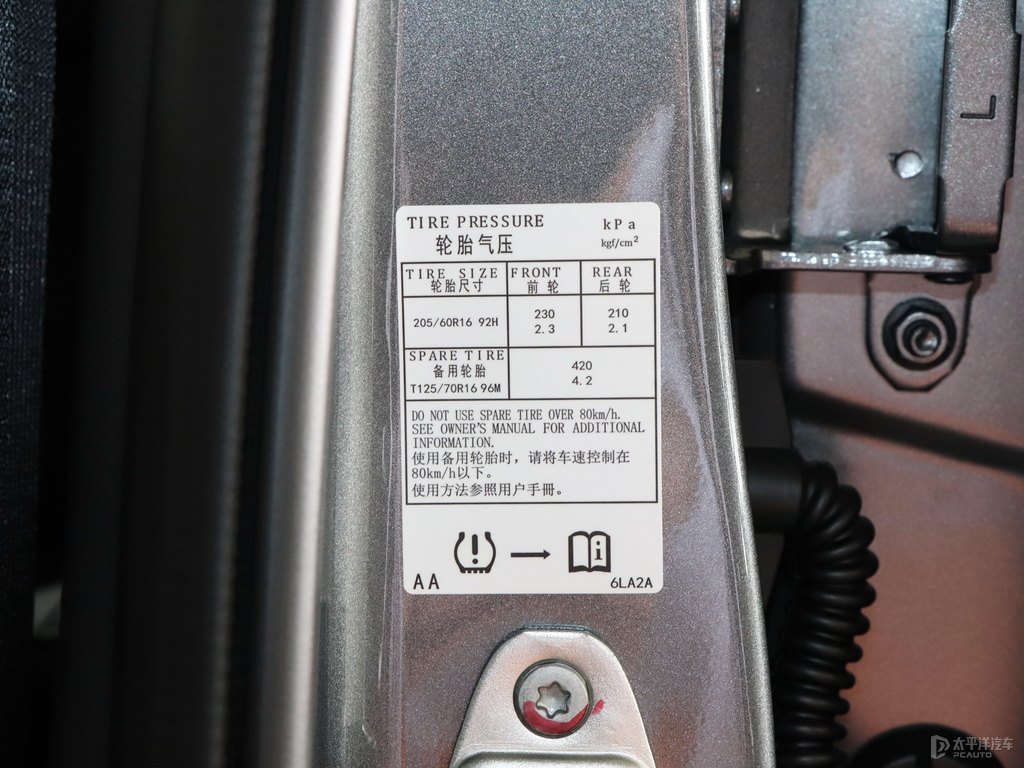 TIRE PRESSURE kPa
轮胎气压 kgf/cm²
TIRE SIZE FRONT REAR
轮胎尺寸 前轮 后轮
205/60R16 92H 230 210
2.3 2.1
SPARE TIRE
备用轮胎 420
T125/70R16 96M 4.2
DO NOT USE SPARE TIRE OVER 80km/h.
SEE OWNER'S MANUAL FOR ADDITIONAL
INFORMATION.
使用备用轮胎时，请将车速控制在
80km/h以下。
使用方法参照用户手冊。
AA 6LA2A
L
太平洋汽车
PCAUTO